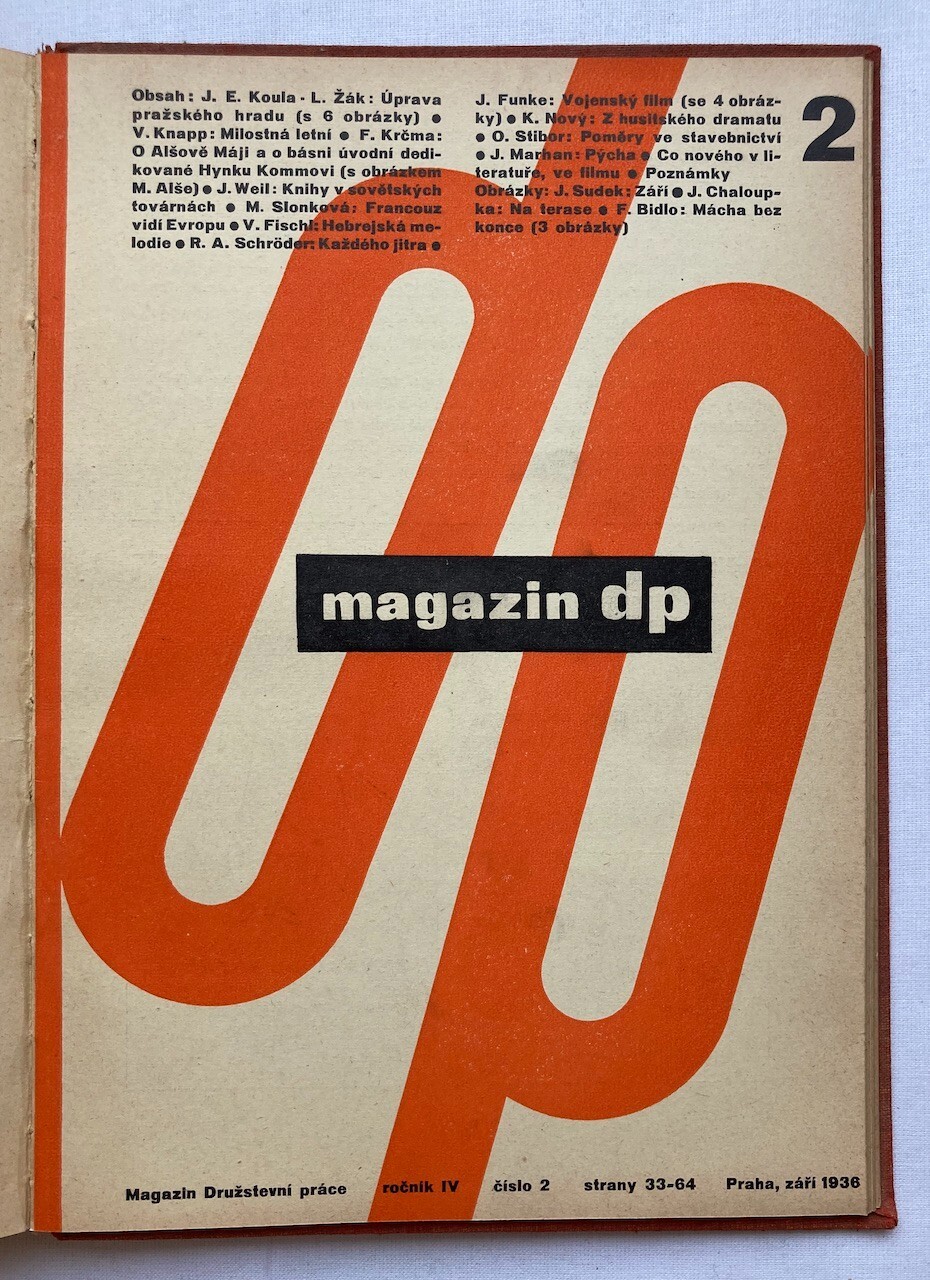 Obsah: J. E. Koula - L. Žák: Úprava
pražského hradu (s 6 obrázky) ●
V. Knapp: Milostná letní ● F. Krčma:
O Alšově Máji a o básni úvodní dedi-
kované Hynku Kommovi (s obrázkem
M. Alše) ● J. Weil: Knihy v sovětských
továrnách ● M. Slonková: Francouz
vidí Evropu ● V. Fischl: Hebrejská me-
lodie ● R. A. Schröder: Každého jitra ●
J. Funke: Vojenský film (se 4 obráz-
ky) ● K. Nový: Z husitského dramatu
● O. Stibor: Poměry ve stavebnictví
● J. Marhan: Pýcha ● Co nového v li-
teratuře, ve filmu ● Poznámky
Obrázky: J. Sudek: Září ● J. Chaloup-
ka: Na terase ● F. Bidlo: Mácha bez
konce (3 obrázky)
2
dp
magazin dp
Magazin Družstevní práce ročník IV číslo 2 strany 33-64 Praha, září 1936